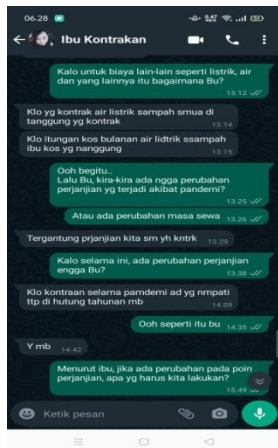 06.28
Ibu Kontrakan
Kalo untuk biaya lain-lain seperti listrik, air
dan yang lainnya itu bagaimana Bu?
13.12
Klo yg kontrak air listrik sampah smua di
tanggung yg kontrak
13.14
Klo itungan kos bulanan air lidtrik ssampah
ibu kos yg nanggung
13.15
Ooh begitu..
Lalu Bu, kira-kira ada ngga perubahan
perjanjian yg terjadi akibat pandemi?
13.25
Atau ada perubahan masa sewa 13.26
Tergantung prjanjian kita sm yh kntrk 13.29
Kalo selama ini, ada perubahan perjanjian
engga Bu?
13.38
Klo kontraan selama pamdemi ad yg nmpati
ttp di hutung tahunan mb
14.09
Ooh seperti itu bu 14.35
Y mb 14.42
Menurut ibu, jika ada perubahan pada poin
perjanjian, apa yg harus kita lakukan?
15.49
Ketik pesan